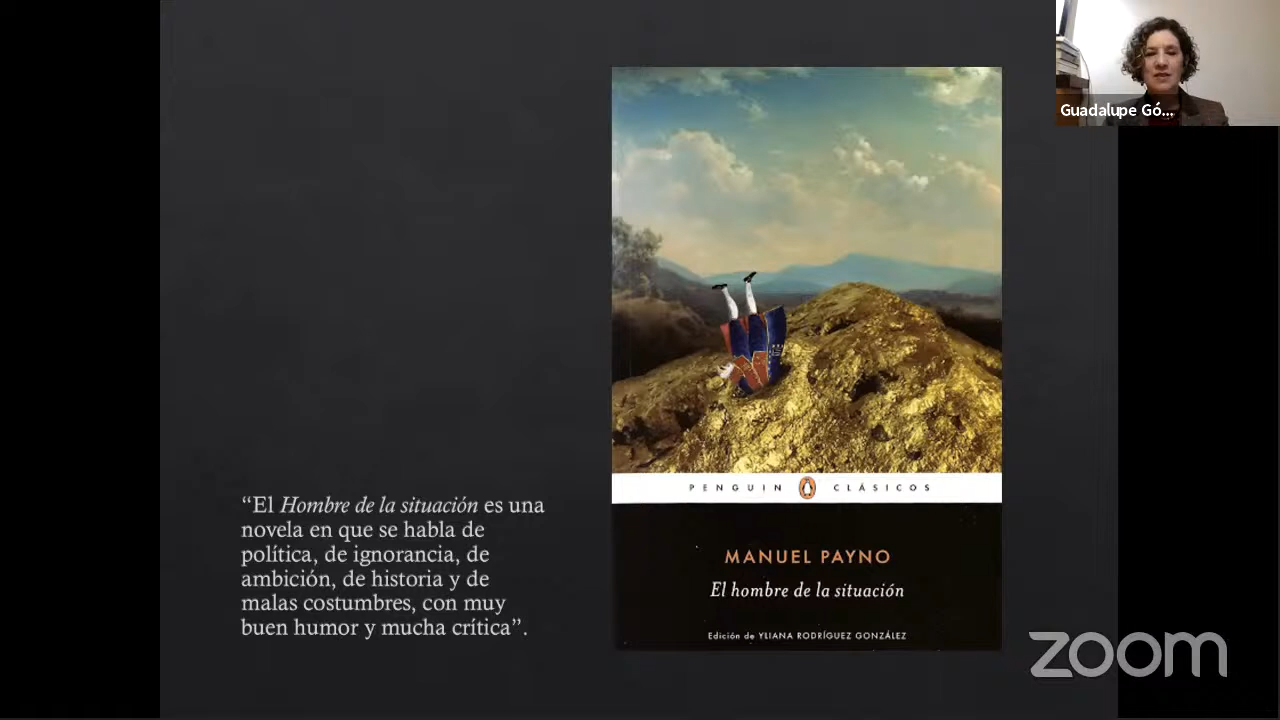 Guadalupe Gó...
“El Hombre de la situación es una
novela en que se habla de
política, de ignorancia, de
ambición, de historia y de
malas costumbres, con muy
buen humor y mucha crítica”.
PENGUIN CLÁSICOS
MANUEL PAYNO
El hombre de la situación
Edición de YLIANA RODRÍGUEZ GONZÁLEZ
zoom